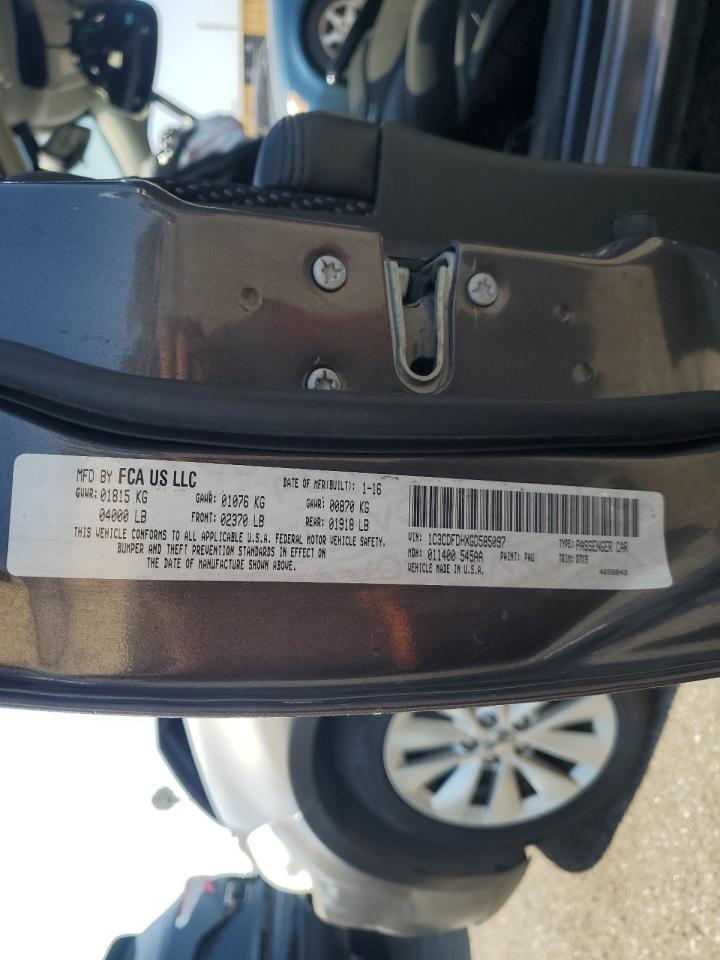 MFD BY FCA US LLC DATE OF MFR(BUILT): 1-16
GVWR: 01815 KG GAWR: 01076 KG GAWR: 00870 KG
04000 LB FRONT: 02370 LB REAR: 01918 LB
THIS VEHICLE CONFORMS TO ALL APPLICABLE U.S.A. FEDERAL MOTOR VEHICLE SAFETY,
BUMPER AND THEFT PREVENTION STANDARDS IN EFFECT ON
THE DATE OF MANUFACTURE SHOWN ABOVE.
VIN: 1C3CDFDHXGD585097 TYPE: PASSENGER CAR
MDH: 011400 545AA PAINT: PAU TRIM: D7X9
VEHICLE MADE IN U.S.A. 4658043